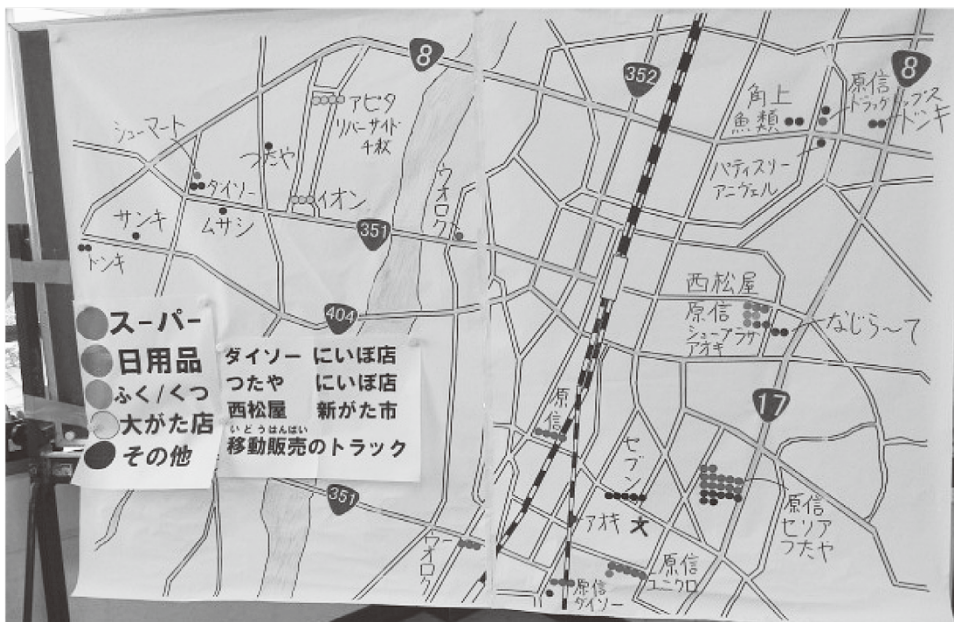 8
352
8
アピタ
リバーサイド
千秋
シューマート
つたや
ダイソー
イオン
ムサシ
サンキ
ドンキ
351
ウオロク
404
角上
魚類
原信
ドラッグトップス
ドンキ
パティスリー
アニヴェル
西松屋
原信
シュープラザ
アオキ
なじら〜て
17
スーパー
日用品
ふく/くつ
大がた店
その他
ダイソー にいぼ店
つたや にいぼ店
西松屋 新がた市
いどうはんばい
移動販売のトラック
351
ウオロク
原信
セブン
アオキ
原信
セリア
つたや
原信
ユニクロ
原信
ダイソー